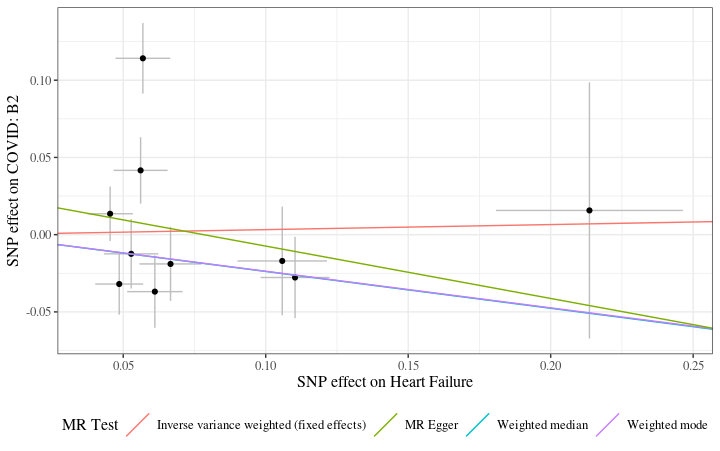 SNP effect on COVID: B2
0.10
0.05
0.00
-0.05
0.05 0.10 0.15 0.20 0.25
SNP effect on Heart Failure
MR Test Inverse variance weighted (fixed effects) MR Egger Weighted median Weighted mode